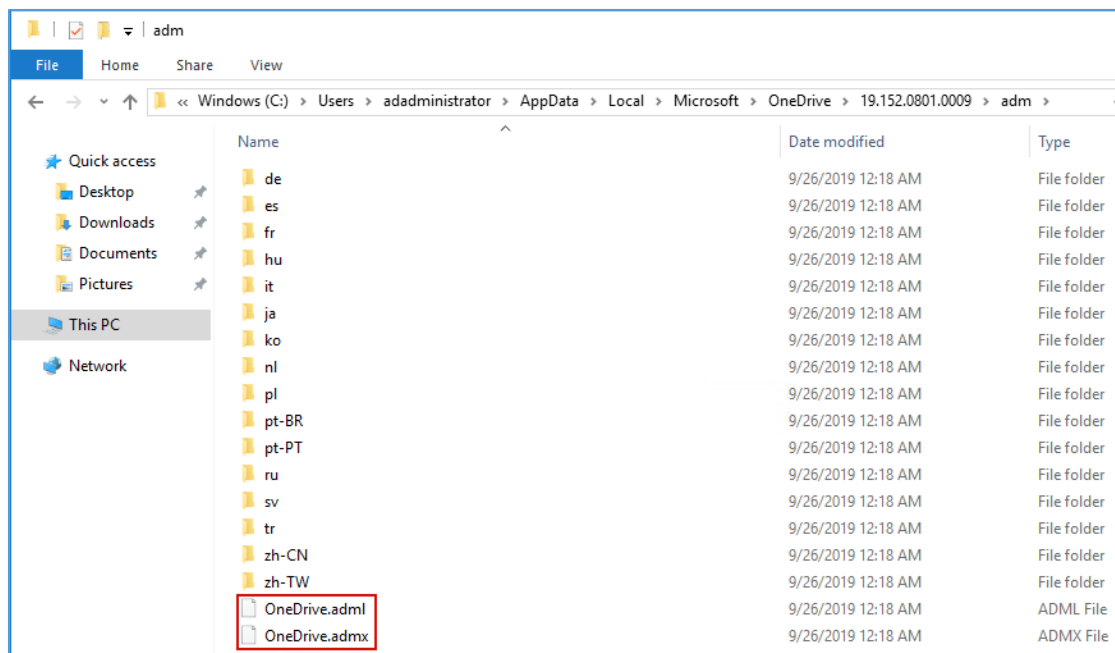 adm
File Home Share View
« Windows (C:) > Users > adadministrator > AppData > Local > Microsoft > OneDrive > 19.152.0801.0009 > adm >
Name Date modified Type
Quick access
Desktop
Downloads
Documents
Pictures
This PC
Network
de 9/26/2019 12:18 AM File folder
es 9/26/2019 12:18 AM File folder
fr 9/26/2019 12:18 AM File folder
hu 9/26/2019 12:18 AM File folder
it 9/26/2019 12:18 AM File folder
ja 9/26/2019 12:18 AM File folder
ko 9/26/2019 12:18 AM File folder
nl 9/26/2019 12:18 AM File folder
pl 9/26/2019 12:18 AM File folder
pt-BR 9/26/2019 12:18 AM File folder
pt-PT 9/26/2019 12:18 AM File folder
ru 9/26/2019 12:18 AM File folder
sv 9/26/2019 12:18 AM File folder
tr 9/26/2019 12:18 AM File folder
zh-CN 9/26/2019 12:18 AM File folder
zh-TW 9/26/2019 12:18 AM File folder
OneDrive.adml 9/26/2019 12:18 AM ADML File
OneDrive.admx 9/26/2019 12:18 AM ADMX File